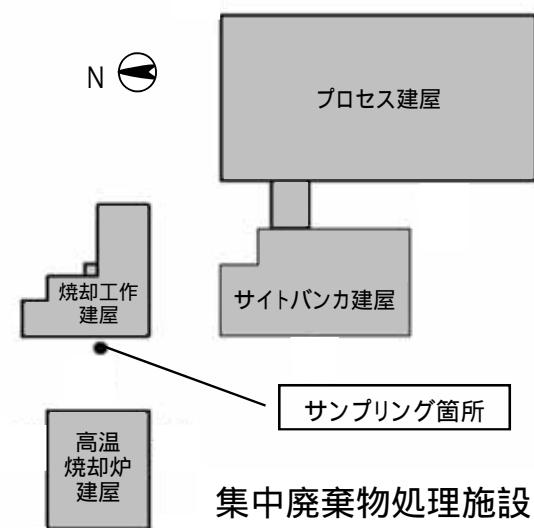 N
プロセス建屋
焼却工作
建屋
サイトバンカ建屋
サンプリング箇所
高温
焼却炉
建屋
集中廃棄物処理施設